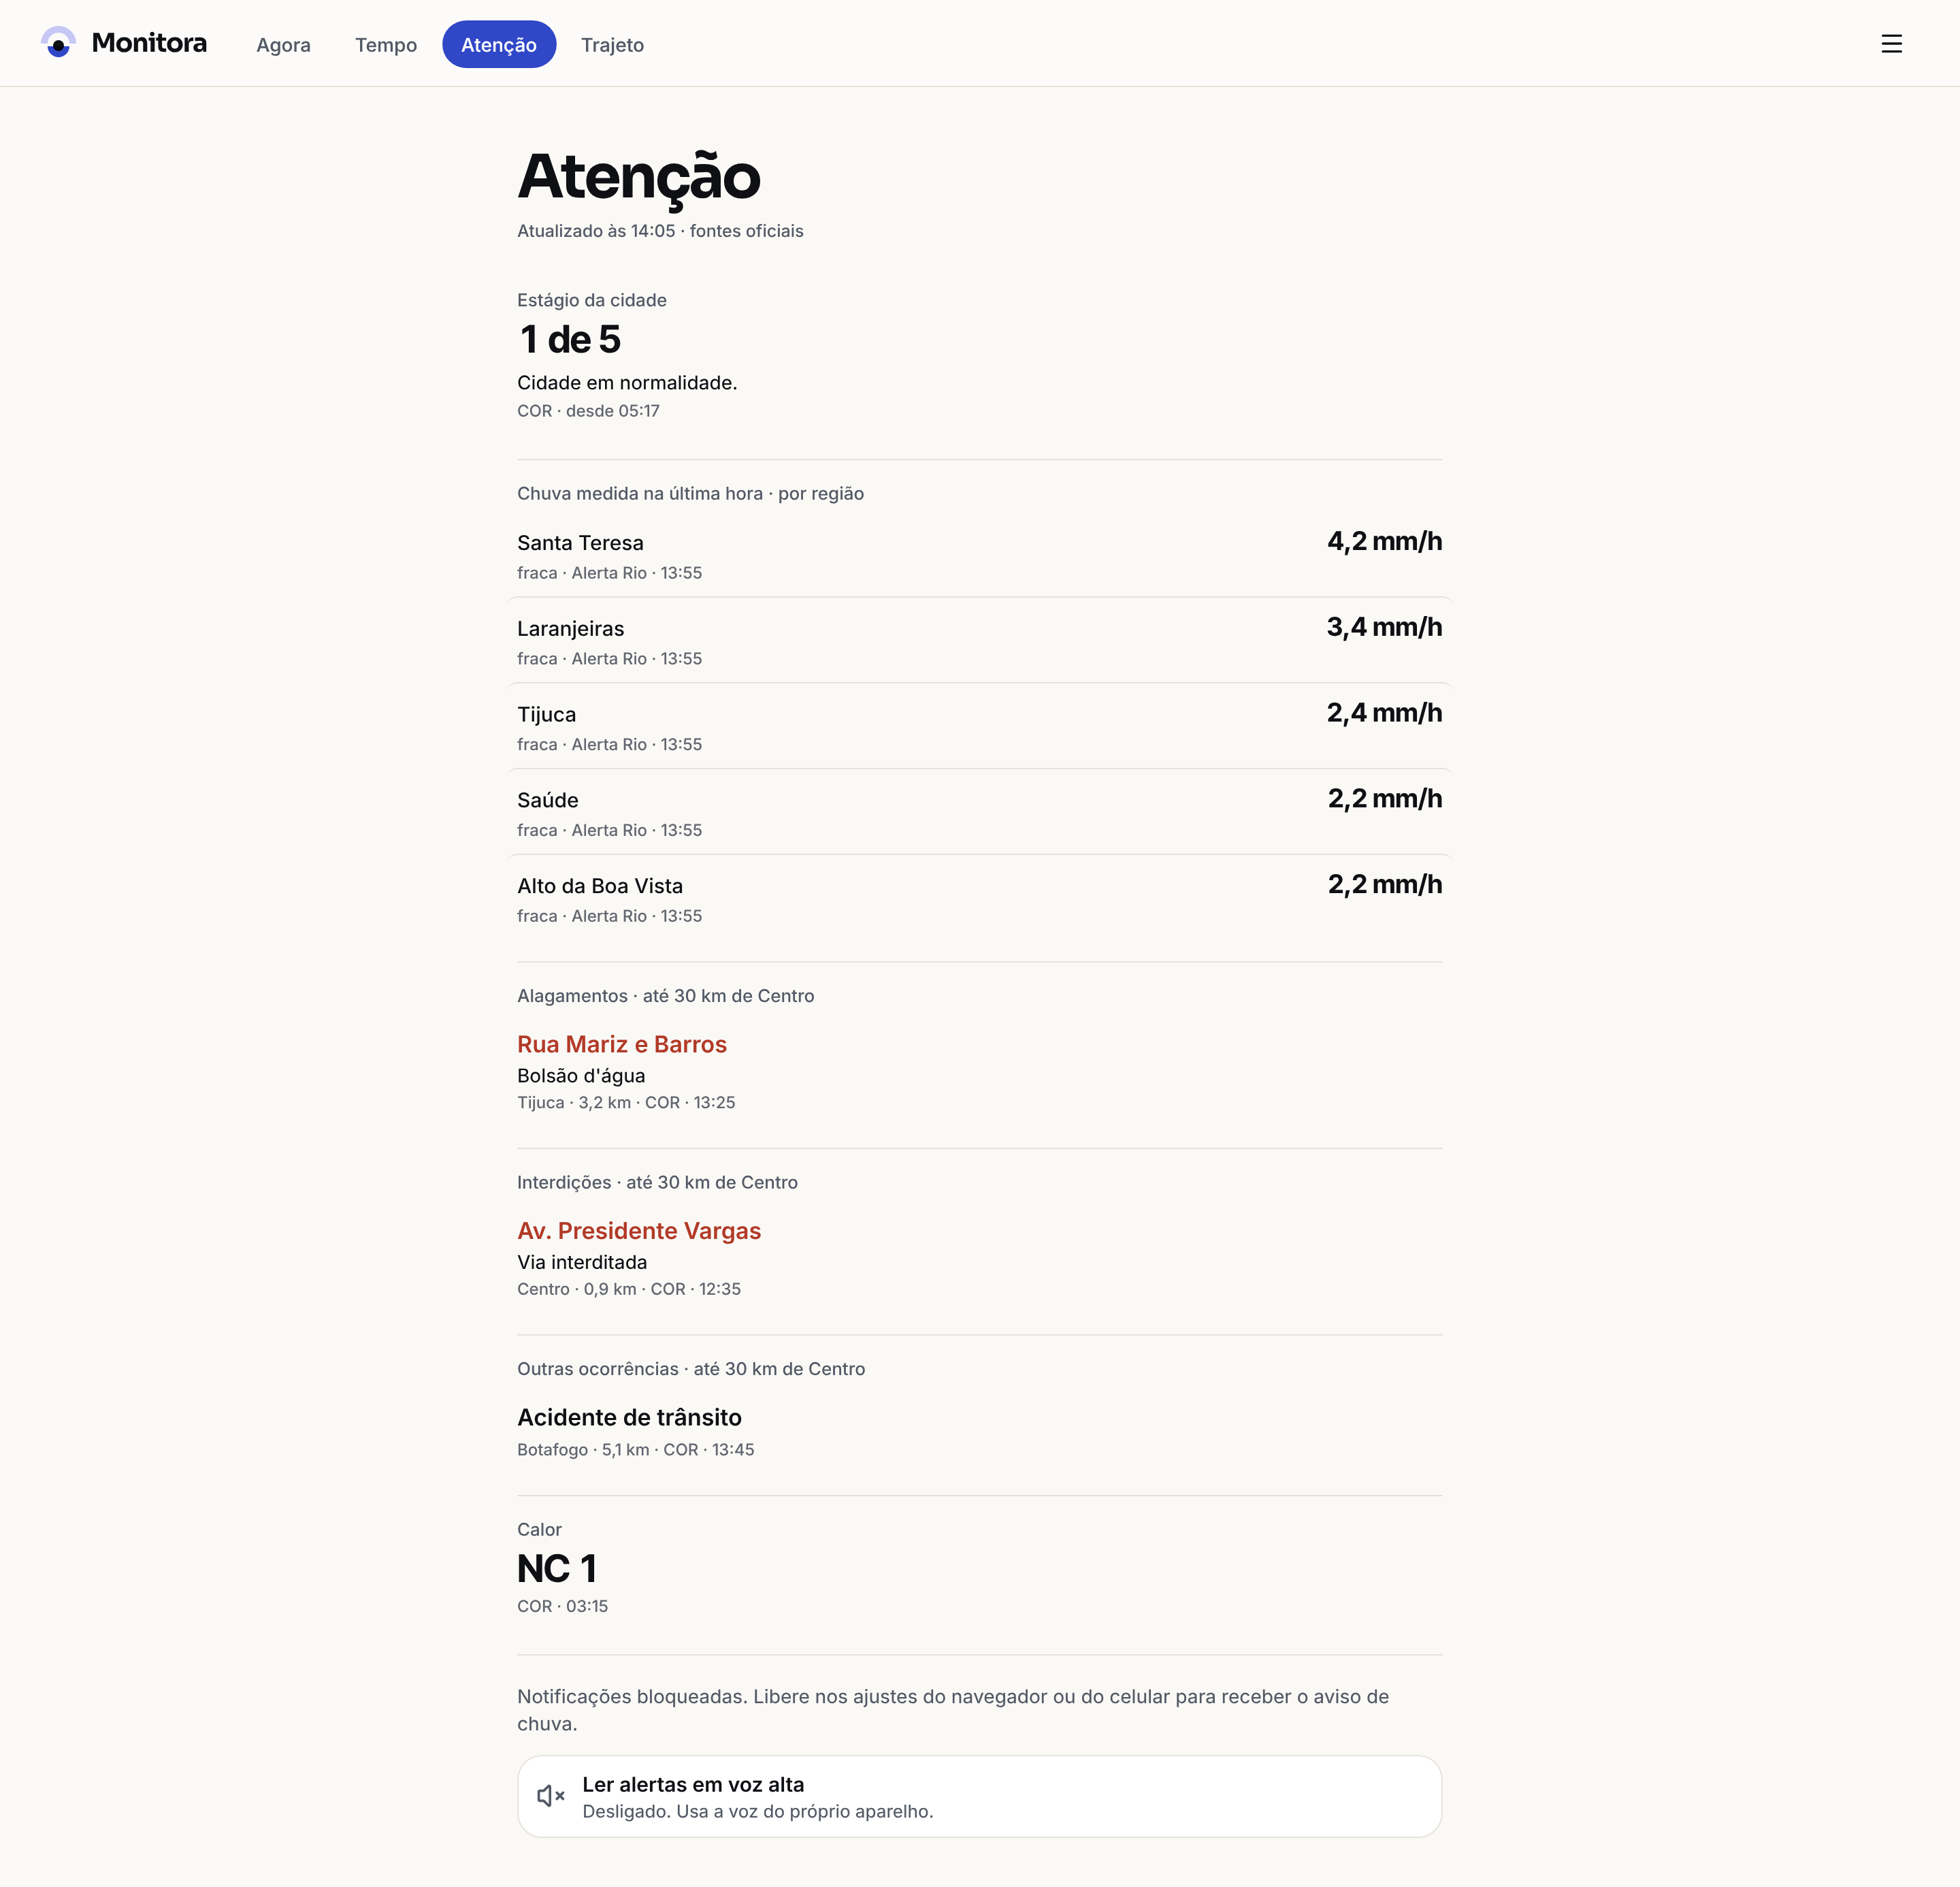 Monitora
Agora
Tempo
Atenção
Trajeto
Atenção
Atualizado às 14:05 · fontes oficiais
Estágio da cidade
1 de 5
Cidade em normalidade.
COR · desde 05:17
Chuva medida na última hora · por região
Santa Teresa
4,2 mm/h
fraca · Alerta Rio · 13:55
Laranjeiras
3,4 mm/h
fraca · Alerta Rio · 13:55
Tijuca
2,4 mm/h
fraca · Alerta Rio · 13:55
Saúde
2,2 mm/h
fraca · Alerta Rio · 13:55
Alto da Boa Vista
2,2 mm/h
fraca · Alerta Rio · 13:55
Alagamentos · até 30 km de Centro
Rua Mariz e Barros
Bolsão d'água
Tijuca · 3,2 km · COR · 13:25
Interdições · até 30 km de Centro
Av. Presidente Vargas
Via interditada
Centro · 0,9 km · COR · 12:35
Outras ocorrências · até 30 km de Centro
Acidente de trânsito
Botafogo · 5,1 km · COR · 13:45
Calor
NC 1
COR · 03:15
Notificações bloqueadas. Libere nos ajustes do navegador ou do celular para receber o aviso de
chuva.
Ler alertas em voz alta
Desligado. Usa a voz do próprio aparelho.